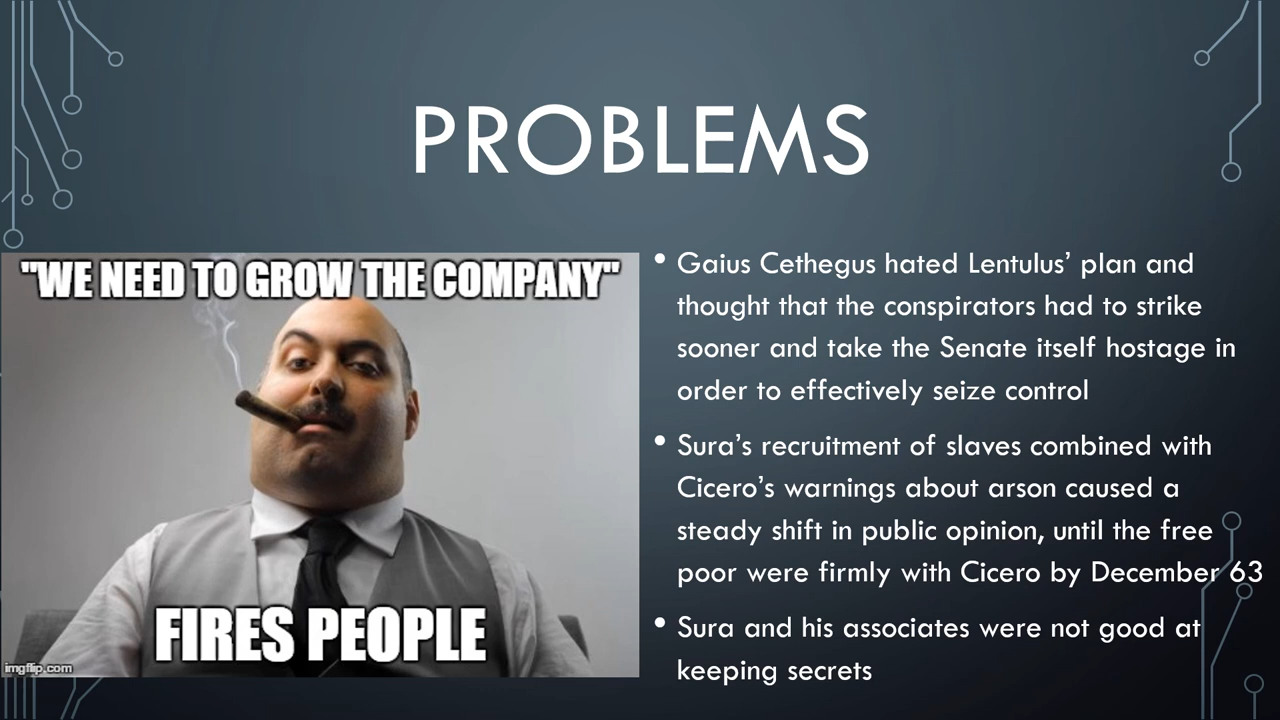 PROBLEMS
"WE NEED TO GROW THE COMPANY"
FIRES PEOPLE
imgflip.com
• Gaius Cethegus hated Lentulus’ plan and
thought that the conspirators had to strike
sooner and take the Senate itself hostage in
order to effectively seize control
• Sura’s recruitment of slaves combined with
Cicero’s warnings about arson caused a
steady shift in public opinion, until the free
poor were firmly with Cicero by December 63
• Sura and his associates were not good at
keeping secrets